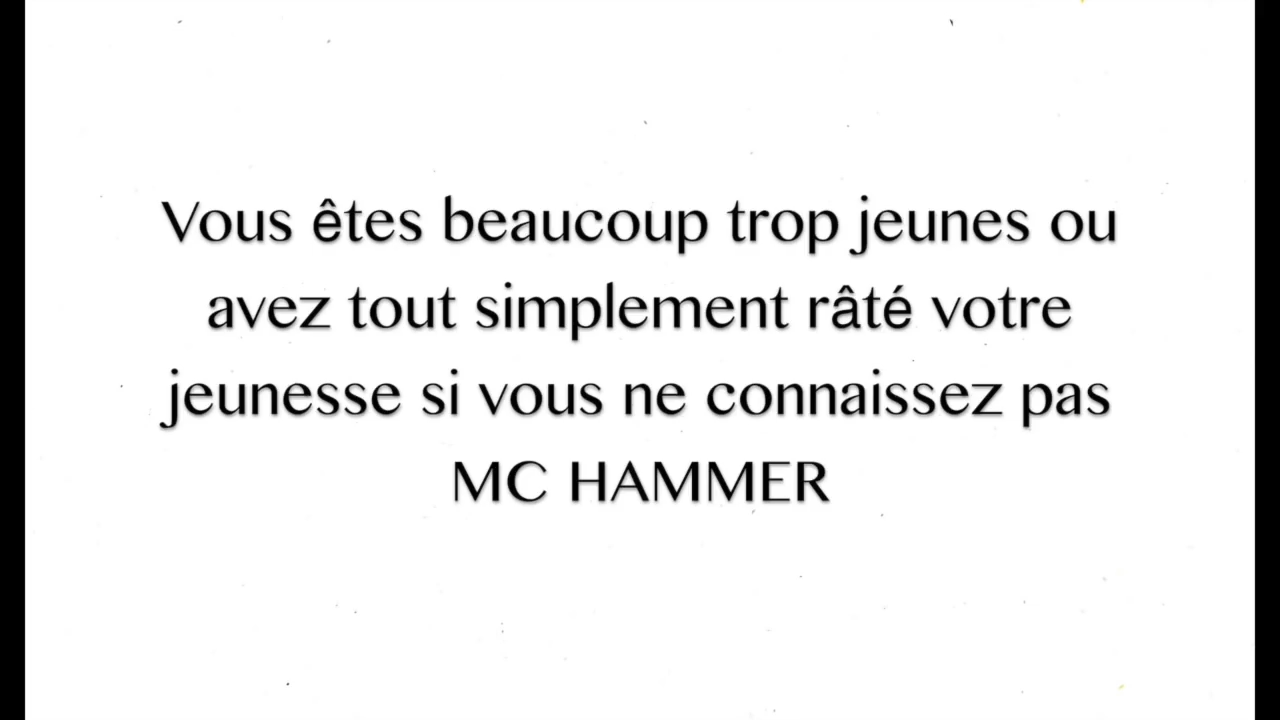 Vous êtes beaucoup trop jeunes ou
avez tout simplement râté votre
jeunesse si vous ne connaissez pas
MC HAMMER